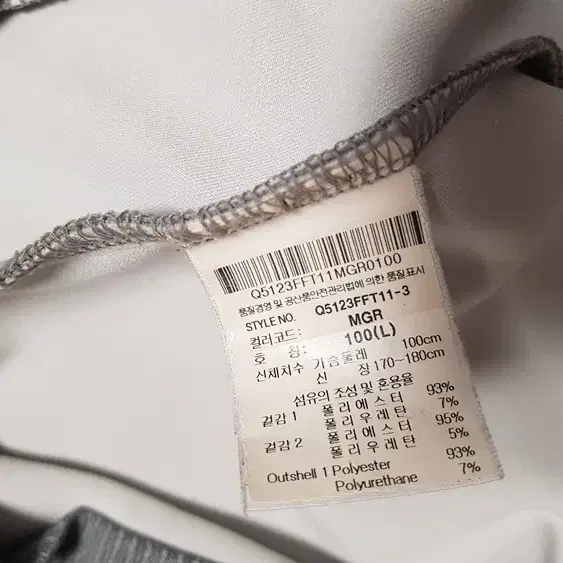 Q5123FFT11MGR0100
품질경영 및 공산품안전관리법에 의한 품질표시
STYLE NO. Q5123FFT11-3
컬러코드: MGR
호 칭: 100(L)
신체치수 가슴둘레 100cm
신 장 170~180cm
섬유의 조성 및 혼용율
겉감 1 폴리에스터 93%
폴리우레탄 7%
겉감 2 폴리에스터 95%
폴리우레탄 5%
Outshell 1 Polyester 93%
Polyurethane 7%